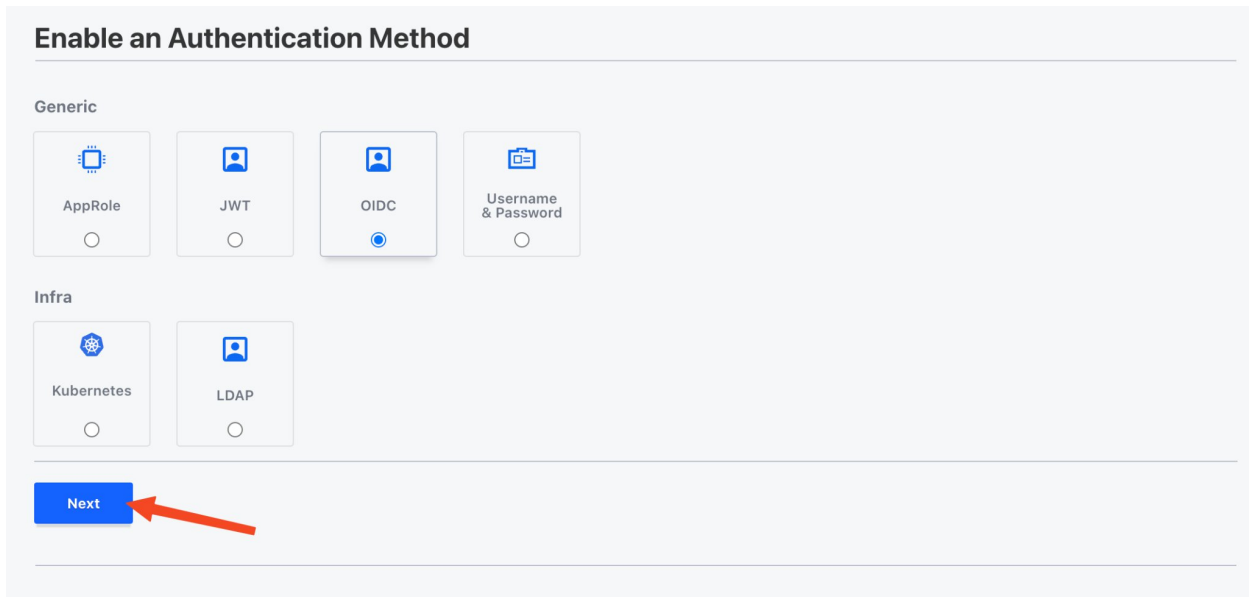 Enable an Authentication Method
Generic
AppRole
JWT
OIDC
Username
& Password
Infra
Kubernetes
LDAP
Next